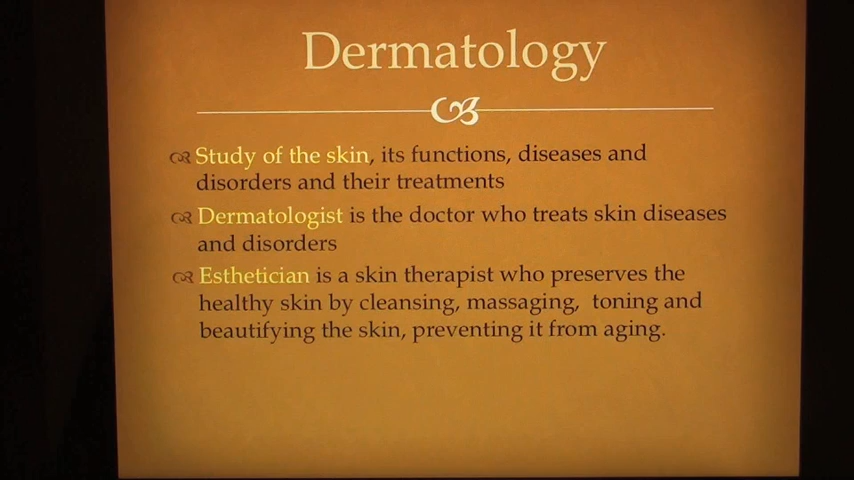 Dermatology
Study of the skin, its functions, diseases and
disorders and their treatments
Dermatologist is the doctor who treats skin diseases
and disorders
Esthetician is a skin therapist who preserves the
healthy skin by cleansing, massaging, toning and
beautifying the skin, preventing it from aging.